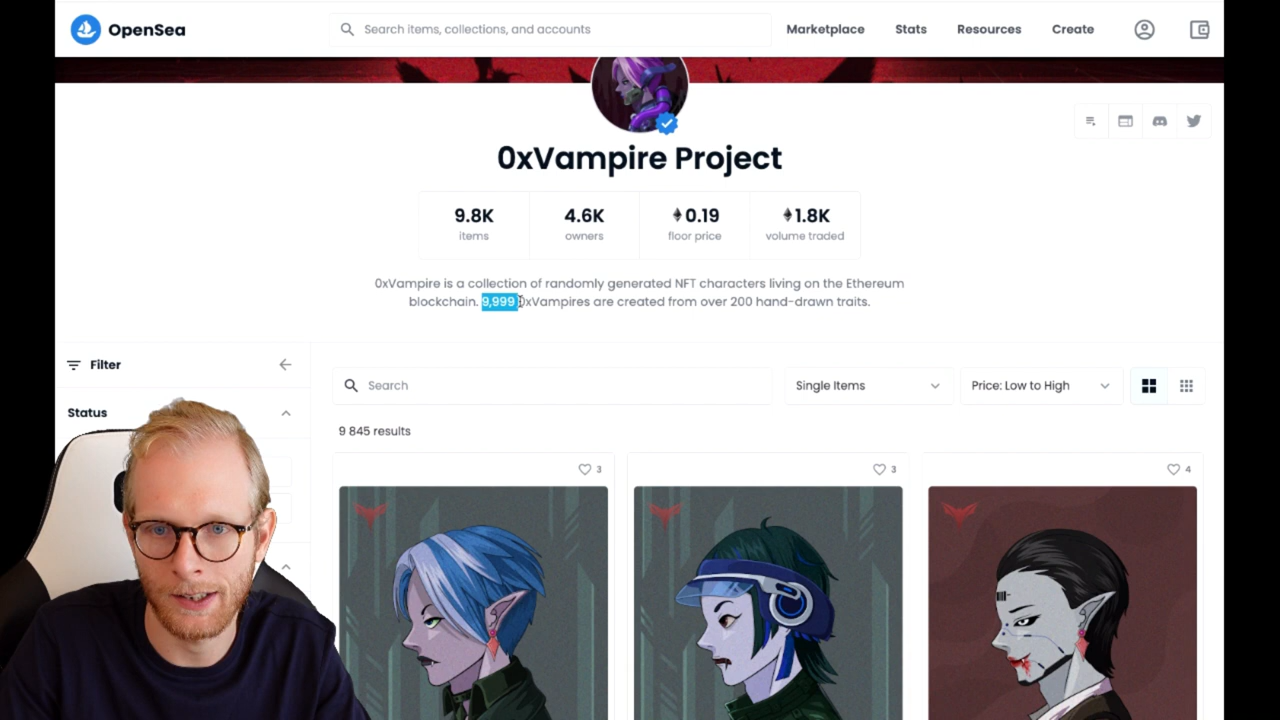 OpenSea
Search items, collections, and accounts
Marketplace
Stats
Resources
Create
0xVampire Project
9.8K
items
4.6K
owners
0.19
floor price
1.8K
volume traded
0xVampire is a collection of randomly generated NFT characters living on the Ethereum
blockchain. 9,999 0xVampires are created from over 200 hand-drawn traits.
Filter
Search
Single Items
Price: Low to High
Status
9 845 results
3
3
4